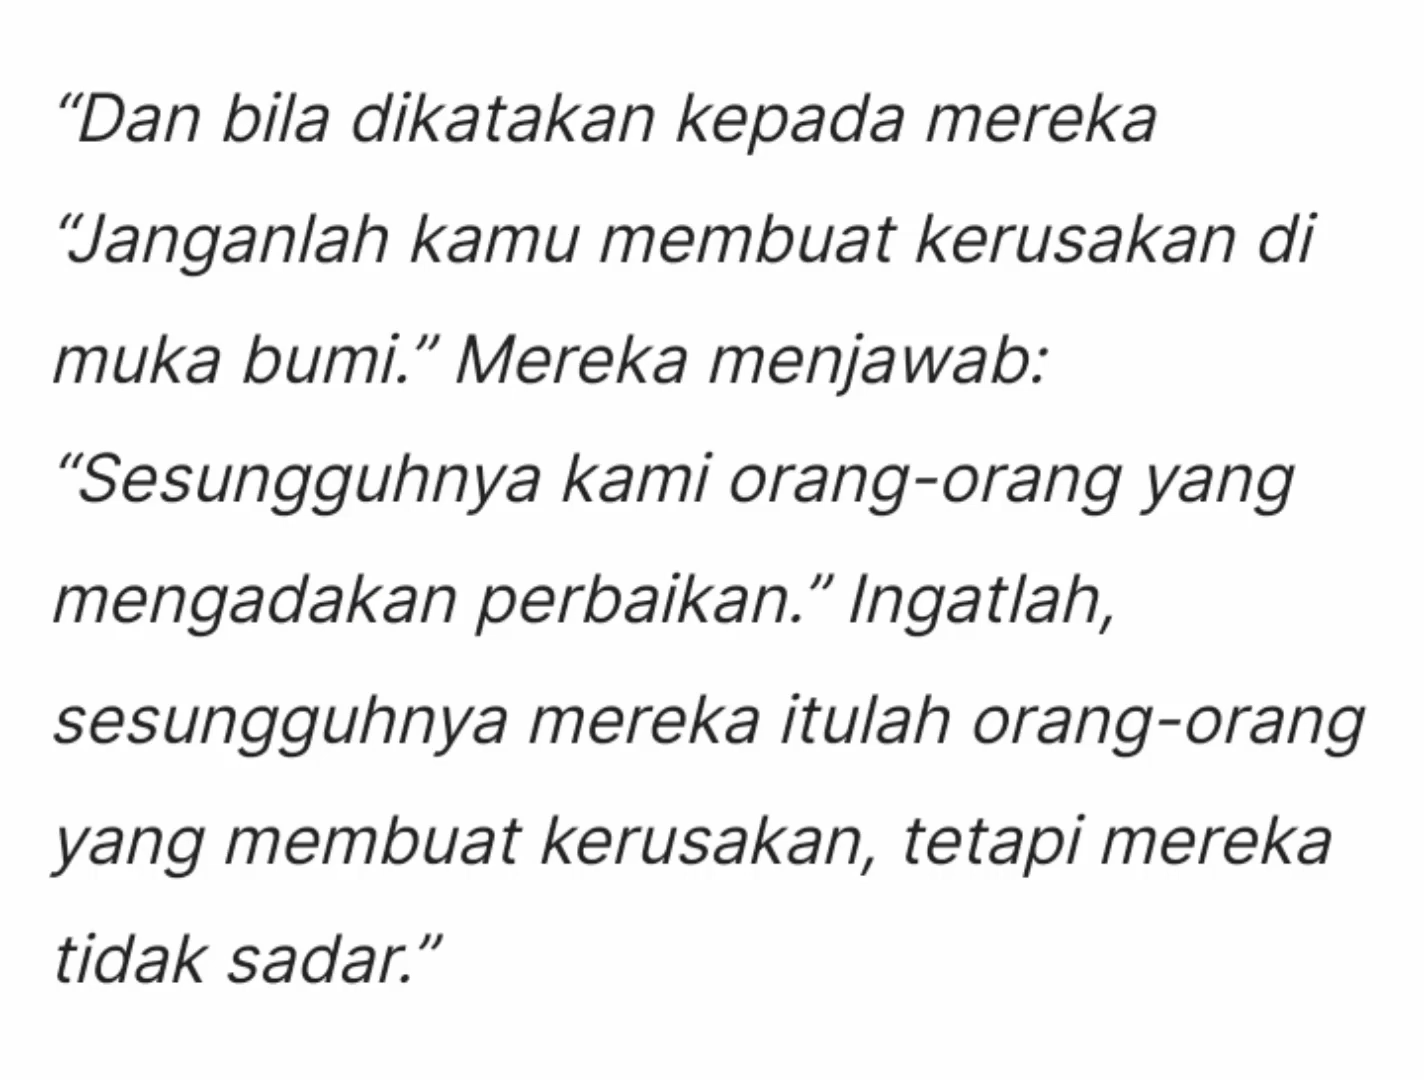 “Dan bila dikatakan kepada mereka
“Janganlah kamu membuat kerusakan di
muka bumi.” Mereka menjawab:
“Sesungguhnya kami orang-orang yang
mengadakan perbaikan.” Ingatlah,
sesungguhnya mereka itulah orang-orang
yang membuat kerusakan, tetapi mereka
tidak sadar.”